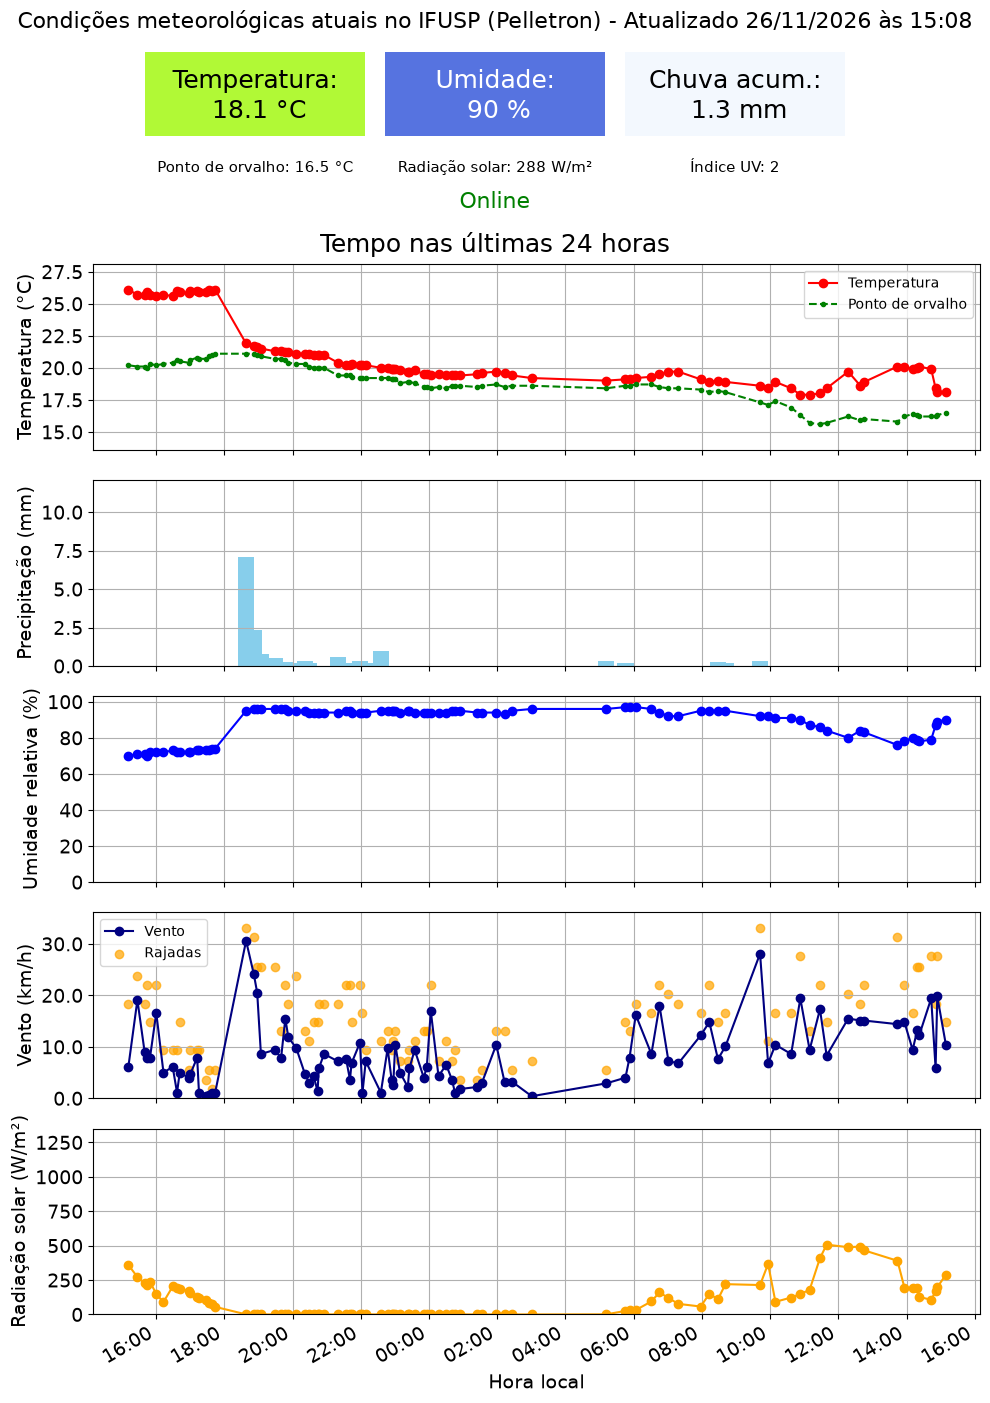 Condições meteorológicas atuais no IFUSP (Pelletron) - Atualizado 26/11/2026 às 15:08
Temperatura:
18.1 °C
Umidade:
90 %
Chuva acum.:
1.3 mm
Ponto de orvalho: 16.5 °C
Radiação solar: 288 W/m²
Índice UV: 2
Online
Tempo nas últimas 24 horas
Temperatura (°C)
27.5
25.0
22.5
20.0
17.5
15.0
Temperatura
Ponto de orvalho
Precipitação (mm)
10.0
7.5
5.0
2.5
0.0
Umidade relativa (%)
100
80
60
40
20
0
Vento (km/h)
30.0
20.0
10.0
0.0
Vento
Rajadas
Radiação solar (W/m²)
1250
1000
750
500
250
0
16:00
18:00
20:00
22:00
00:00
02:00
04:00
06:00
08:00
10:00
12:00
14:00
16:00
Hora local